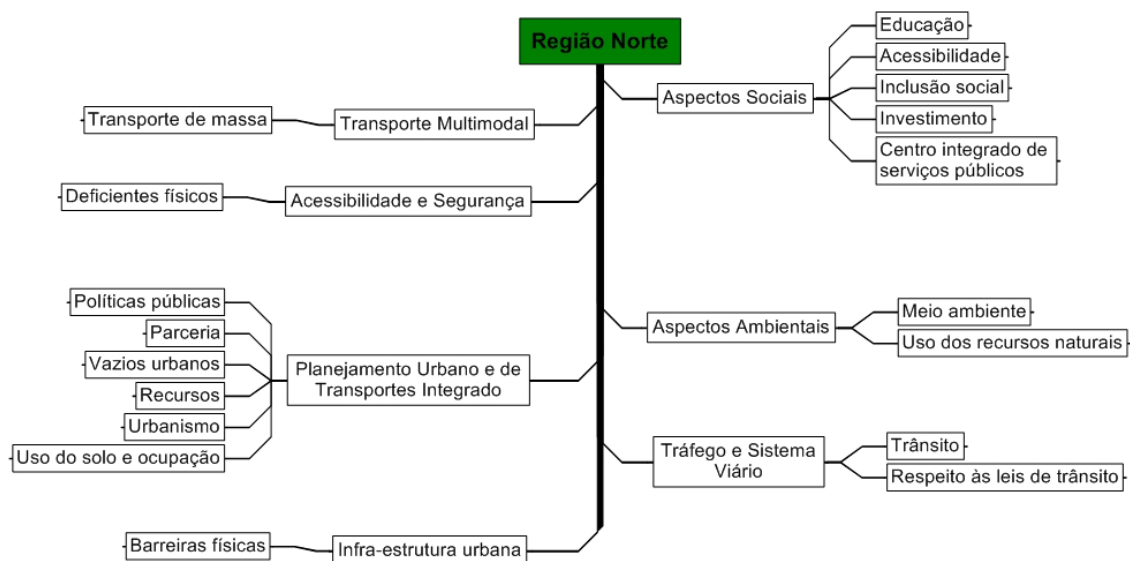 Região Norte
Transporte de massa
Transporte Multimodal
Deficientes físicos
Acessibilidade e Segurança
Políticas públicas
Parceria
Vazios urbanos
Recursos
Urbanismo
Uso do solo e ocupação
Planejamento Urbano e de
Transportes Integrado
Barreiras físicas
Infra-estrutura urbana
Aspectos Sociais
Educação
Acessibilidade
Inclusão social
Investimento
Centro integrado de
serviços públicos
Aspectos Ambientais
Meio ambiente
Uso dos recursos naturais
Tráfego e Sistema
Viário
Trânsito
Respeito às leis de trânsito